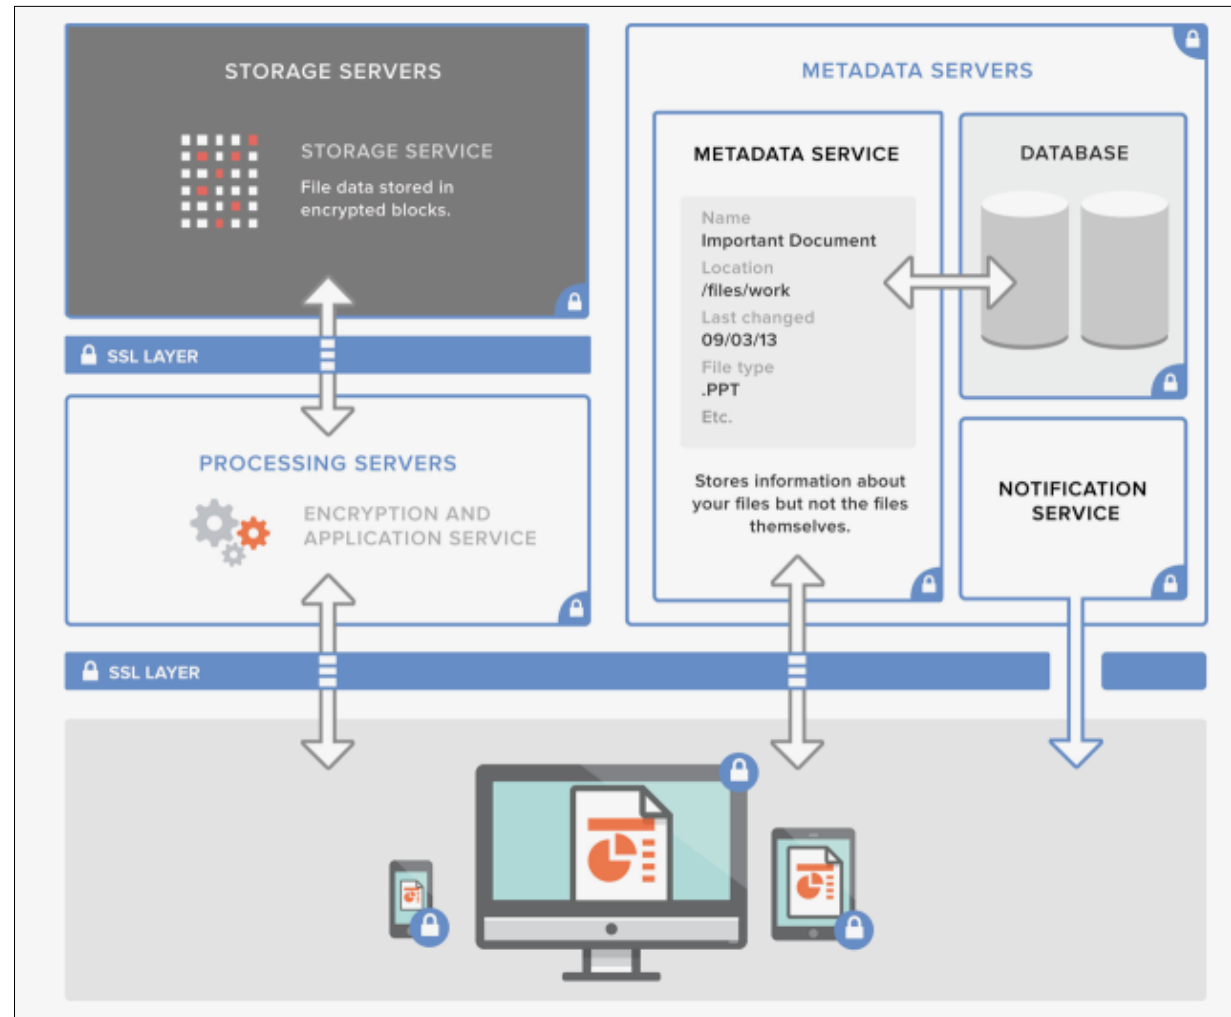 STORAGE SERVERS
STORAGE SERVICE
File data stored in
encrypted blocks.
SSL LAYER
PROCESSING SERVERS
ENCRYPTION AND
APPLICATION SERVICE
METADATA SERVERS
METADATA SERVICE
Name
Important Document
Location
/files/work
Last changed
09/03/13
File type
.PPT
Etc.
Stores information about
your files but not the files
themselves.
DATABASE
NOTIFICATION
SERVICE
SSL LAYER